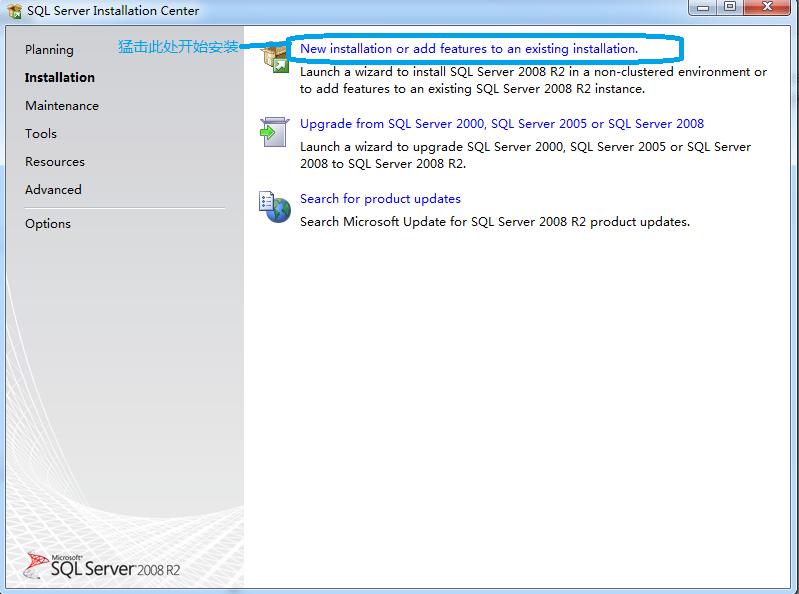 SQL Server Installation Center
Planning
Installation
Maintenance
Tools
Resources
Advanced
Options
猛击此处开始安装
New installation or add features to an existing installation.
Launch a wizard to install SQL Server 2008 R2 in a non-clustered environment or
to add features to an existing SQL Server 2008 R2 instance.
Upgrade from SQL Server 2000, SQL Server 2005 or SQL Server 2008
Launch a wizard to upgrade SQL Server 2000, SQL Server 2005 or SQL Server
2008 to SQL Server 2008 R2.
Search for product updates
Search Microsoft Update for SQL Server 2008 R2 product updates.
Microsoft®
SQL Server 2008 R2